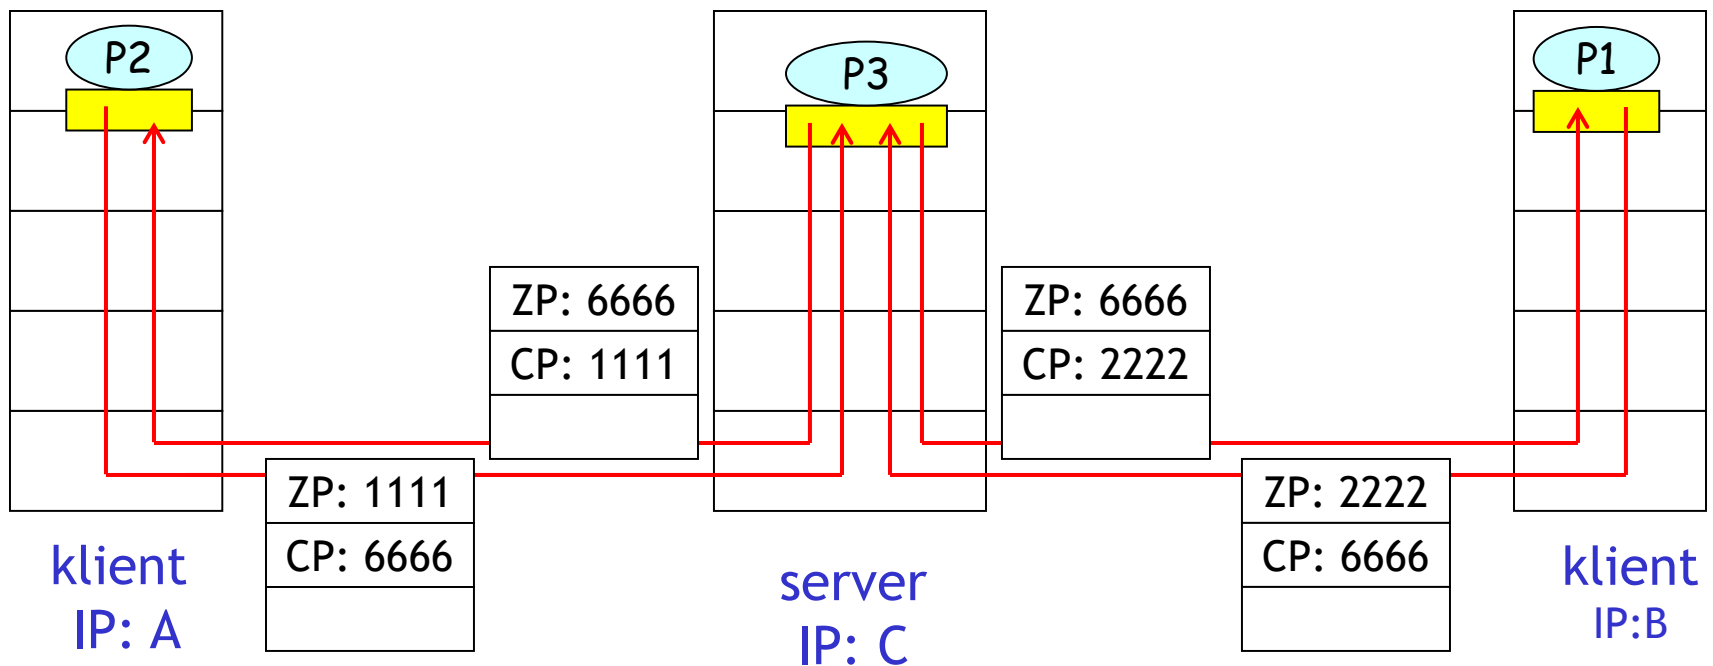 P2
P3
P1
ZP: 6666
CP: 1111
ZP: 6666
CP: 2222
ZP: 1111
CP: 6666
ZP: 2222
CP: 6666
klient
IP: A
server
IP: C
klient
IP:B